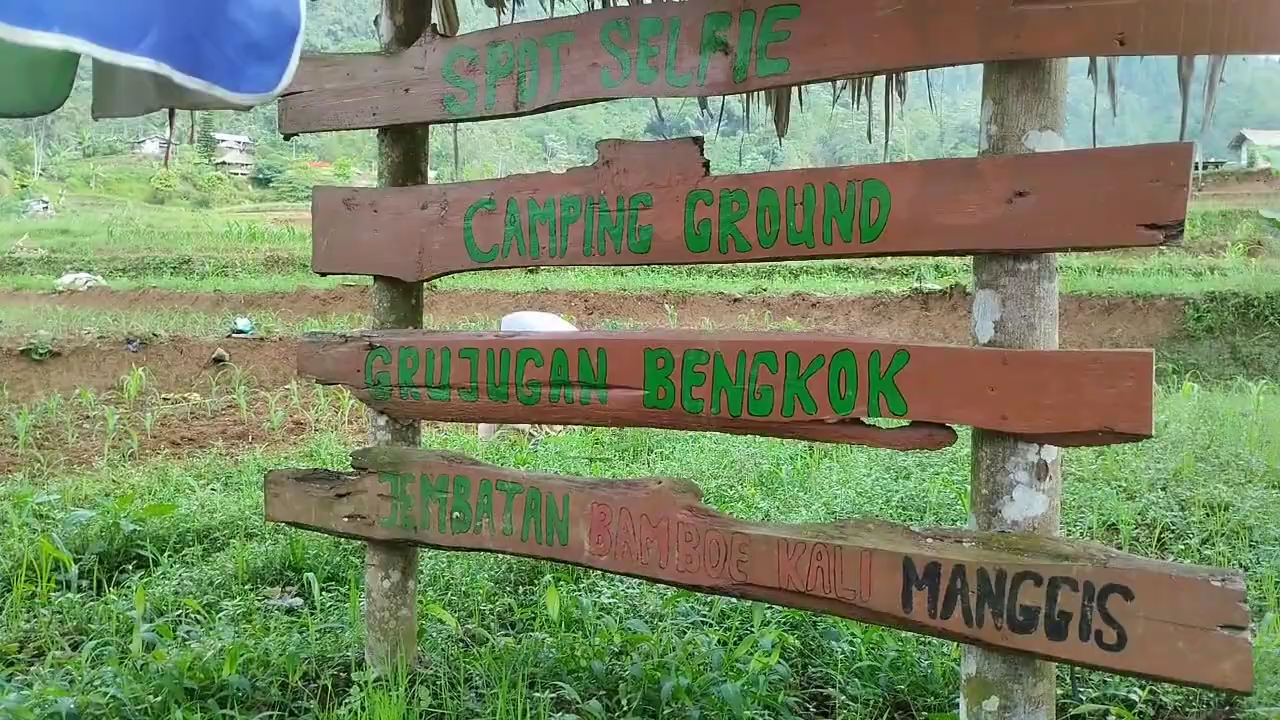 SPOT SELFIE
CAMPING GROUND
GRUJUGAN BENGKOK
JEMBATAN BAMBOE KALI MANGGIS